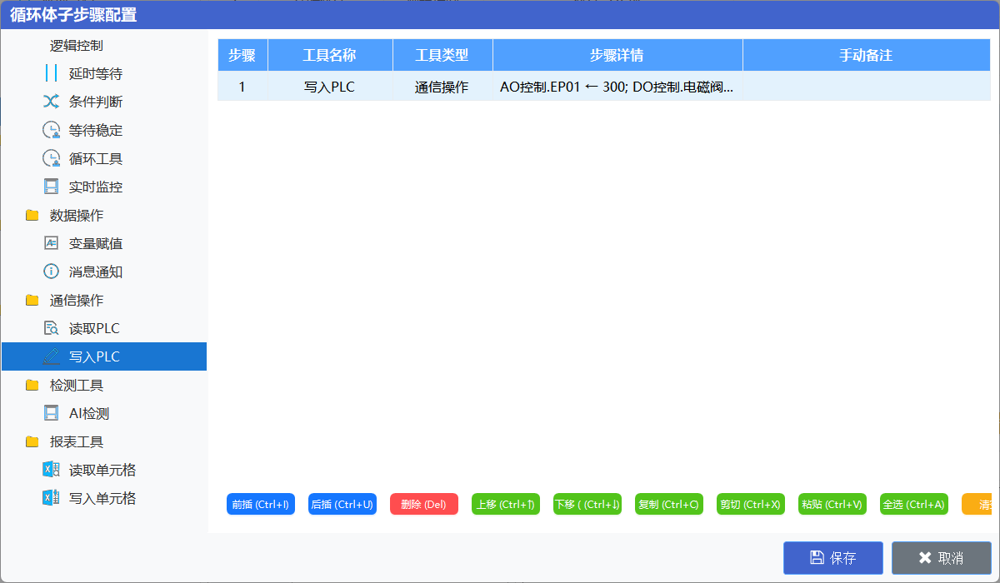 循环体子步骤配置
逻辑控制
延时等待
条件判断
等待稳定
循环工具
实时监控
数据操作
变量赋值
消息通知
通信操作
读取PLC
写入PLC
检测工具
AI检测
报表工具
读取单元格
写入单元格
步骤 工具名称 工具类型 步骤详情 手动备注
1 写入PLC 通信操作 AO控制.EP01 ← 300; DO控制.电磁阀...
前插 (Ctrl+I) 后插 (Ctrl+U) 删除 (Del) 上移 (Ctrl+↑) 下移 ( (Ctrl+↓) 复制 (Ctrl+C) 剪切 (Ctrl+X) 粘贴 (Ctrl+V) 全选 (Ctrl+A)
保存 取消